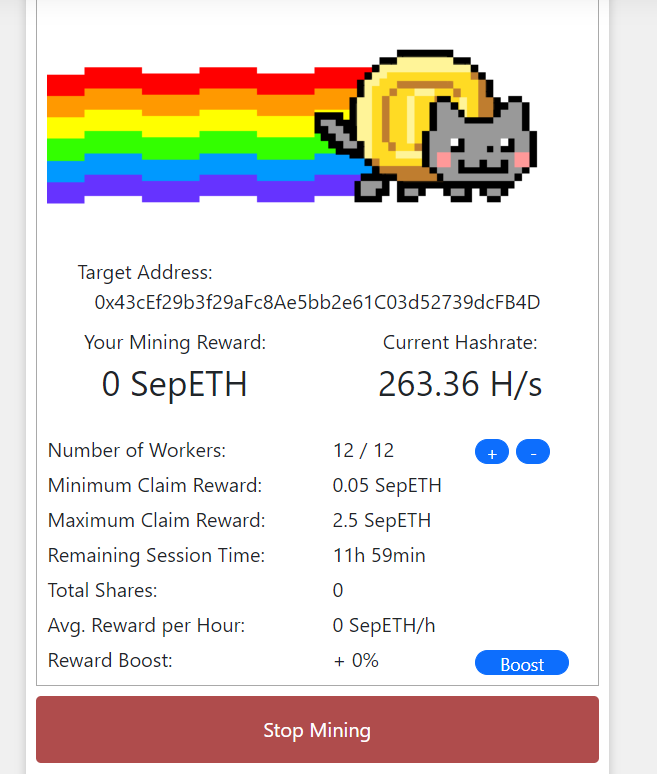 Target Address:
0x43cEf29b3f29aFc8Ae5bb2e61C03d52739dcFB4D
Your Mining Reward: Current Hashrate:
0 SepETH 263.36 H/s
Number of Workers: 12 / 12 + -
Minimum Claim Reward: 0.05 SepETH
Maximum Claim Reward: 2.5 SepETH
Remaining Session Time: 11h 59min
Total Shares: 0
Avg. Reward per Hour: 0 SepETH/h
Reward Boost: + 0% Boost
Stop Mining